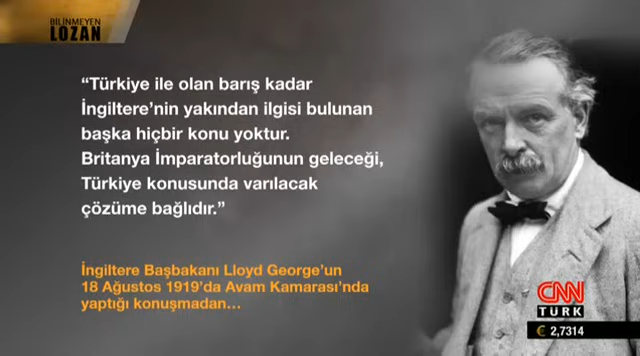 BİLİNMEYEN
LOZAN
“Türkiye ile olan barış kadar
İngiltere’nin yakından ilgisi bulunan
başka hiçbir konu yoktur.
Britanya İmparatorluğunun geleceği,
Türkiye konusunda varılacak
çözüme bağlıdır.”
İngiltere Başbakanı Lloyd George’un
18 Ağustos 1919’da Avam Kamarası’nda
yaptığı konuşmadan…
CNN
TÜRK
€ 2,7314